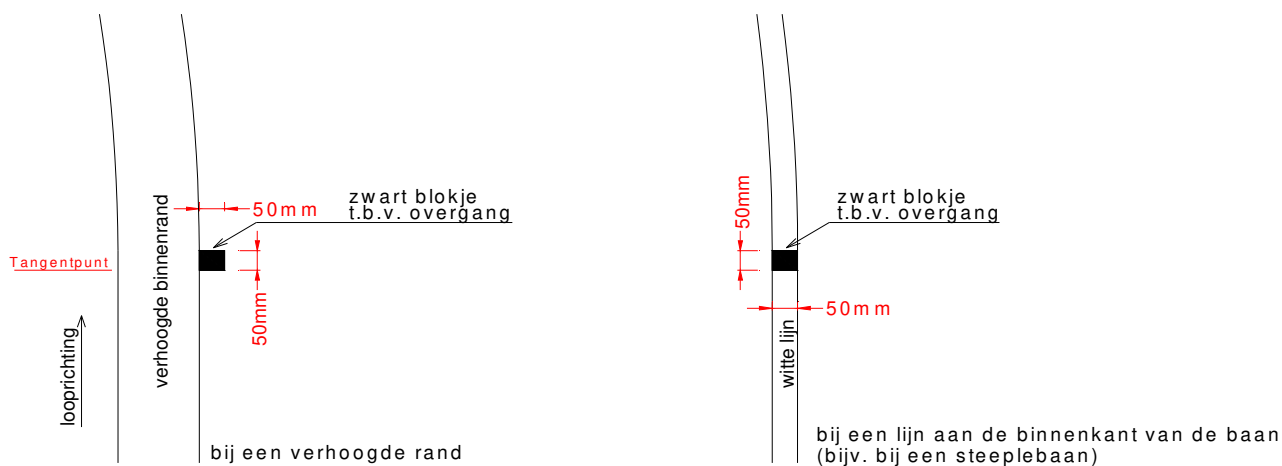 zwart blokje
t.b.v. overgang
50mm
verhoogde binnenrand
Tangentpunt
50mm
looprichting
bij een verhoogde rand
zwart blokje
t.b.v. overgang
50mm
50mm
witte lijn
bij een lijn aan de binnenkant van de baan
(bijv. bij een steeplebaan)